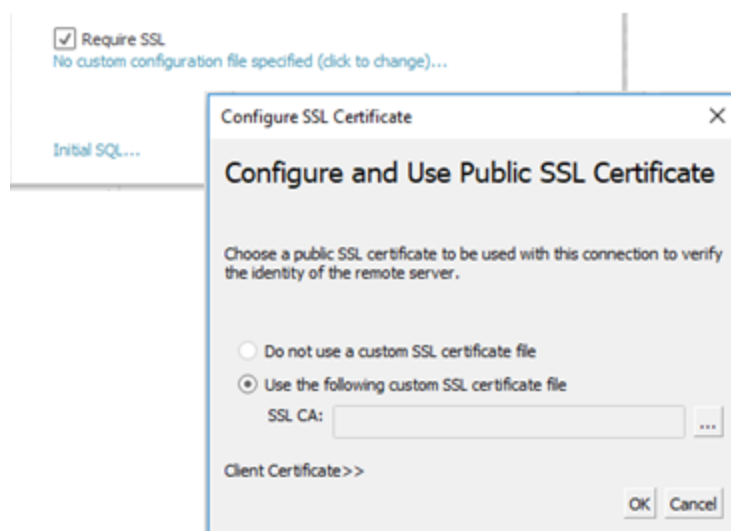 Require SSL
No custom configuration file specified (click to change)...
Initial SQL...
Configure SSL Certificate
Configure and Use Public SSL Certificate
Choose a public SSL certificate to be used with this connection to verify
the identity of the remote server.
Do not use a custom SSL certificate file
Use the following custom SSL certificate file
SSL CA:
...
Client Certificate>>
OK Cancel